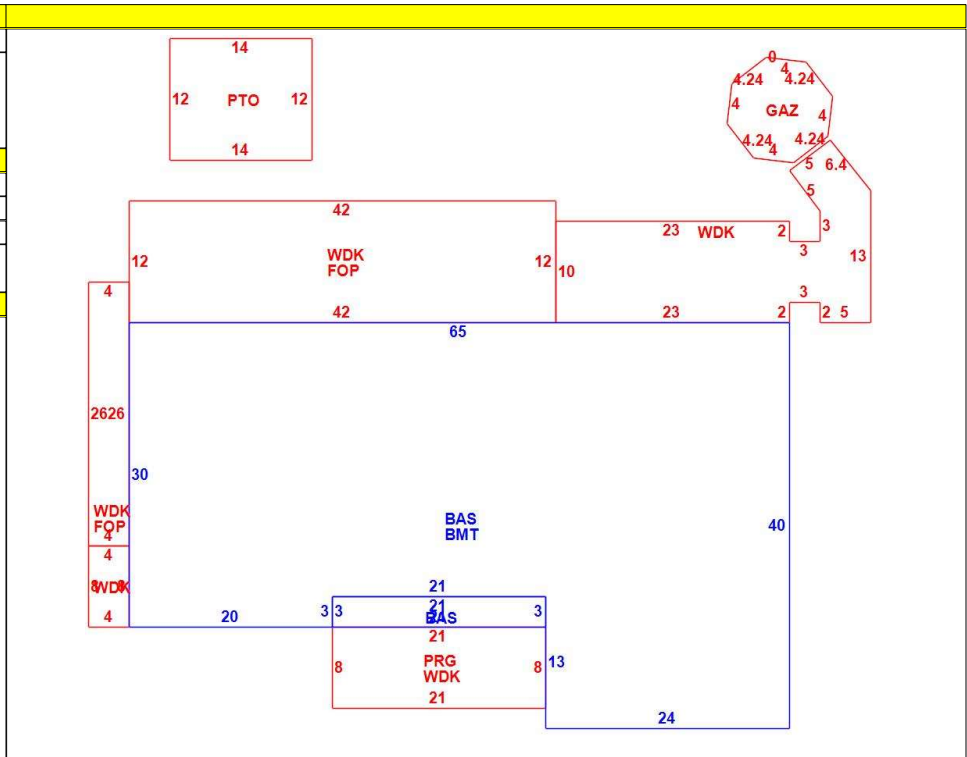 14
12 PTO 12
14
0
4.24 4 4.24
4 GAZ 4
4.24 4 4.24
5 6.4
5
42
23 WDK 2 3
3
12 WDK
FOP 12 10
13
4
3
42 23 2 2 5
65
2626
30
WDK
FOP
4
BAS
BMT
40
4
8 WDK 8
4
20
21
3 3 3
21
BAS
21
PRG
WDK
8 8 13
21
24